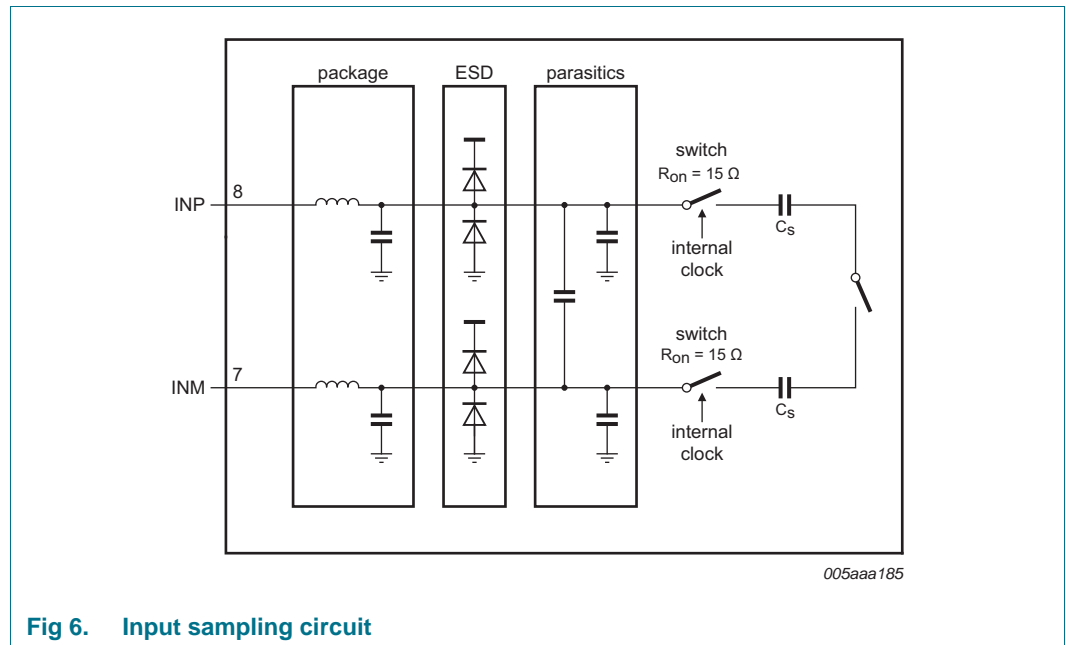 package
ESD
parasitics
switch
Ron = 15 Ω
INP
8
Cs
internal
clock
switch
Ron = 15 Ω
INM
7
Cs
internal
clock
005aaa185
Fig 6. Input sampling circuit